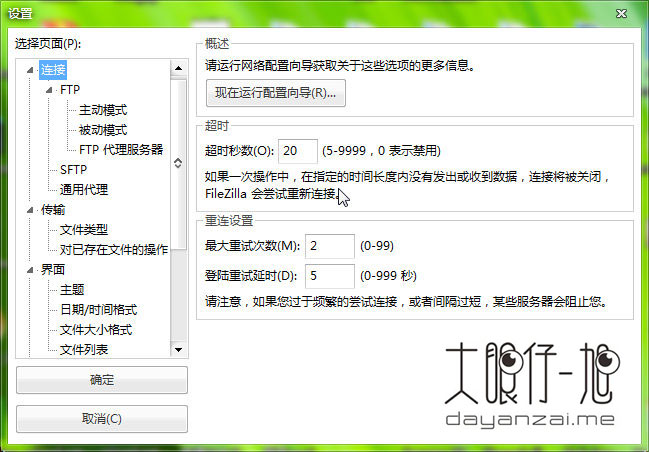 设置
选择页面(P):
连接
FTP
主动模式
被动模式
FTP 代理服务器
SFTP
通用代理
传输
文件类型
对已存在文件的操作
界面
主题
日期/时间格式
文件大小格式
文件列表
确定
取消(C)
概述
请运行网络配置向导获取关于这些选项的更多信息。
现在运行配置向导(R)...
超时
超时秒数(O): 20 (5-9999，0 表示禁用)
如果一次操作中，在指定的时间长度内没有发出或收到数据，连接将被关闭，
FileZilla 会尝试重新连接。
重连设置
最大重试次数(M): 2 (0-99)
登陆重试延时(D): 5 (0-999 秒)
请注意，如果您过于频繁的尝试连接，或者间隔过短，某些服务器会阻止您。
大眼仔~旭
dayanzai.me